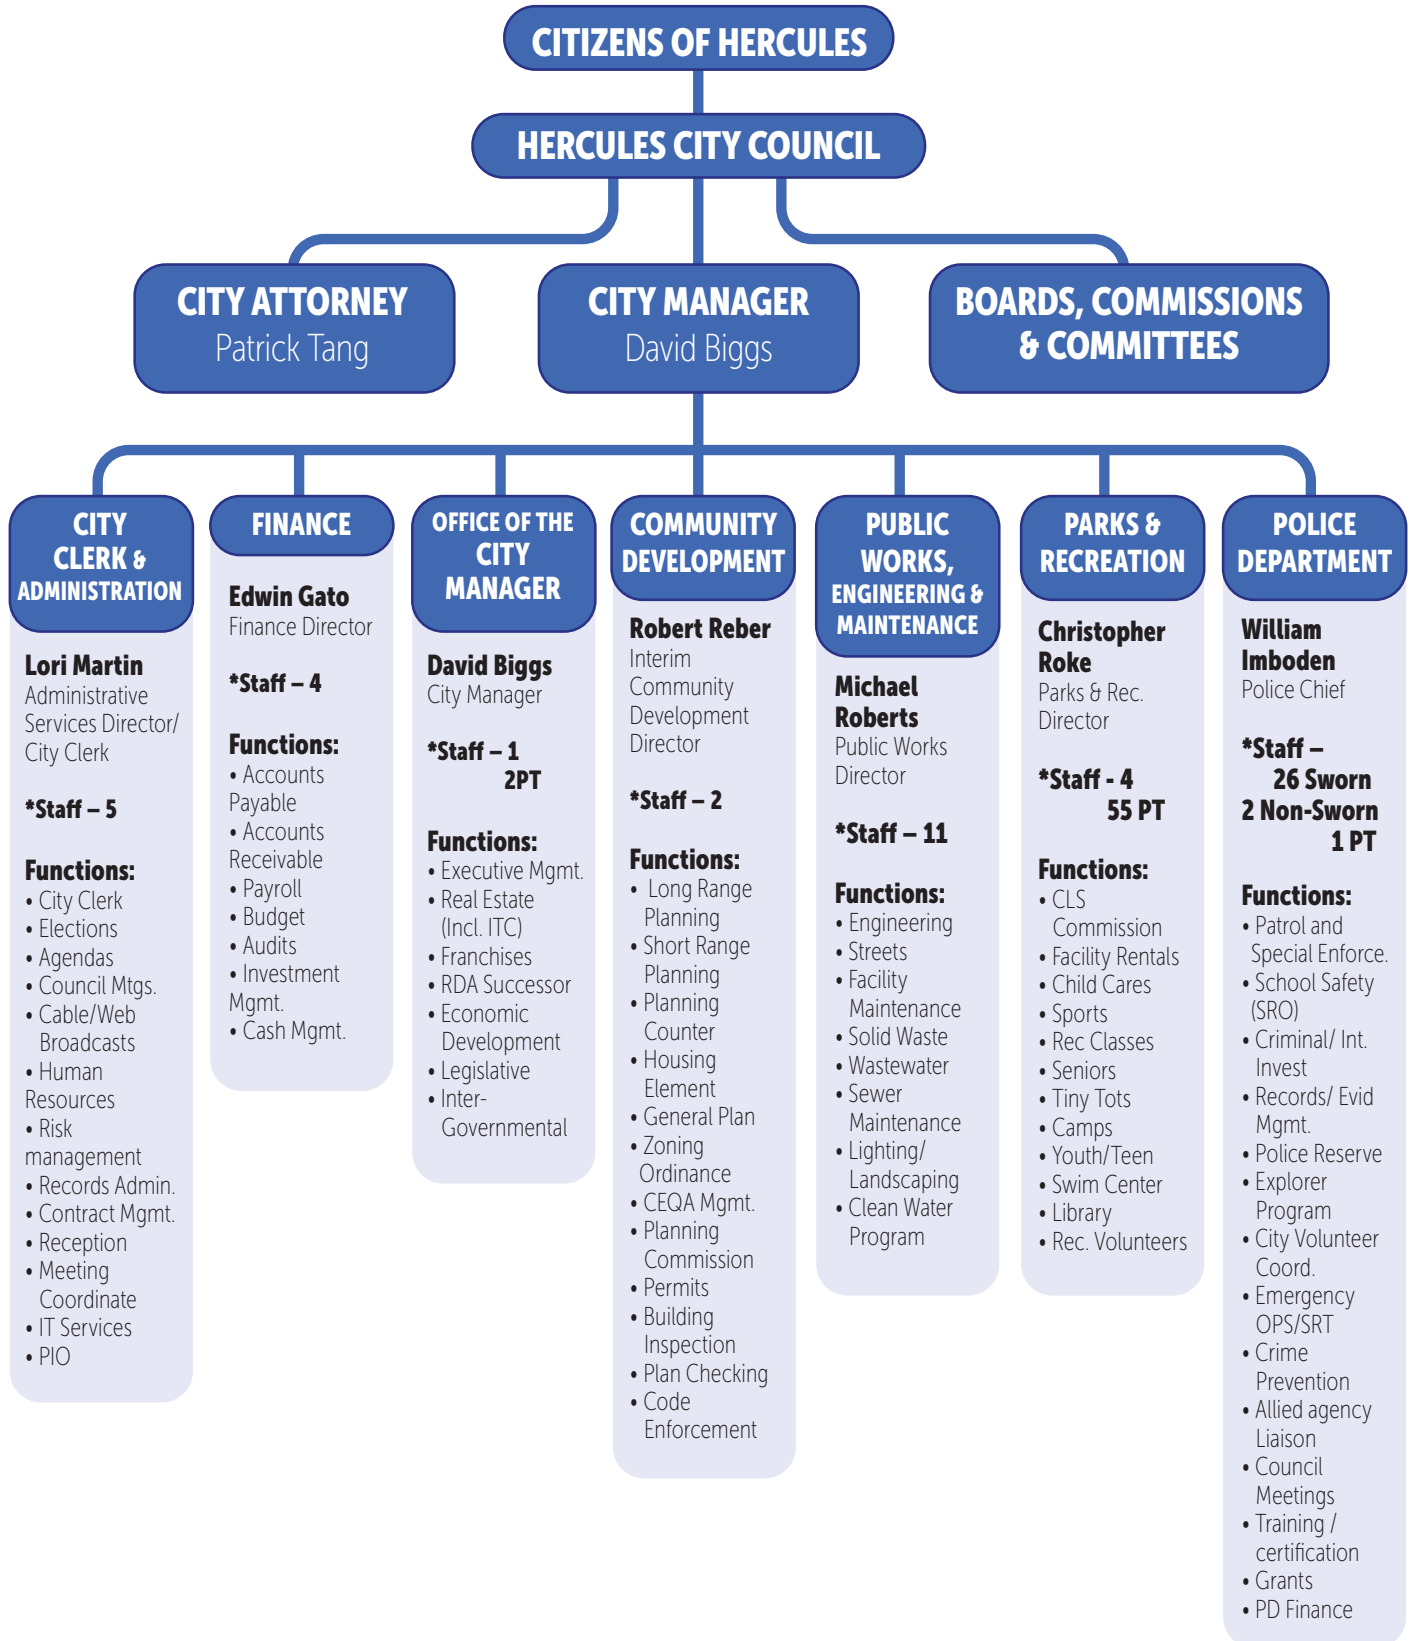 CITIZENS OF HERCULES
HERCULES CITY COUNCIL
CITY ATTORNEY
Patrick Tang
CITY MANAGER
David Biggs
BOARDS, COMMISSIONS
& COMMITTEES
CITY
CLERK &
ADMINISTRATION
Lori Martin
Administrative
Services Director/
City Clerk
*Staff – 5
Functions:
• City Clerk
• Elections
• Agendas
• Council Mtgs.
• Cable/Web
Broadcasts
• Human
Resources
• Risk
management
• Records Admin.
• Contract Mgmt.
• Reception
• Meeting
Coordinate
• IT Services
• PIO
FINANCE
Edwin Gato
Finance Director
*Staff – 4
Functions:
• Accounts
Payable
• Accounts
Receivable
• Payroll
• Budget
• Audits
• Investment
Mgmt.
• Cash Mgmt.
OFFICE OF THE
CITY
MANAGER
David Biggs
City Manager
*Staff – 1
2PT
Functions:
• Executive Mgmt.
• Real Estate
(Incl. ITC)
• Franchises
• RDA Successor
• Economic
Development
• Legislative
• Inter-
Governmental
COMMUNITY
DEVELOPMENT
Robert Reber
Interim
Community
Development
Director
*Staff – 2
Functions:
• Long Range
Planning
• Short Range
Planning
• Planning
Counter
• Housing
Element
• General Plan
• Zoning
Ordinance
• CEQA Mgmt.
• Planning
Commission
• Permits
• Building
Inspection
• Plan Checking
• Code
Enforcement
PUBLIC
WORKS,
ENGINEERING &
MAINTENANCE
Michael
Roberts
Public Works
Director
*Staff – 11
Functions:
• Engineering
• Streets
• Facility
Maintenance
• Solid Waste
• Wastewater
• Sewer
Maintenance
• Lighting/
Landscaping
• Clean Water
Program
PARKS &
RECREATION
Christopher
Roke
Parks & Rec.
Director
*Staff - 4
55 PT
Functions:
• CLS
Commission
• Facility Rentals
• Child Cares
• Sports
• Rec Classes
• Seniors
• Tiny Tots
• Camps
• Youth/Teen
• Swim Center
• Library
• Rec. Volunteers
POLICE
DEPARTMENT
William
Imboden
Police Chief
*Staff –
26 Sworn
2 Non-Sworn
1 PT
Functions:
• Patrol and
Special Enforce.
• School Safety
(SRO)
• Criminal/ Int.
Invest
• Records/ Evid
Mgmt.
• Police Reserve
• Explorer
Program
• City Volunteer
Coord.
• Emergency
OPS/SRT
• Crime
Prevention
• Allied agency
Liaison
• Council
Meetings
• Training /
certification
• Grants
• PD Finance